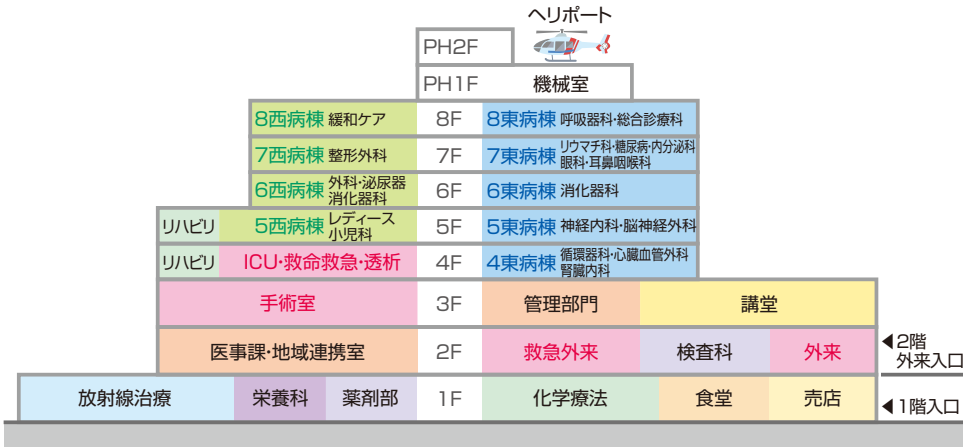 ヘリポート
PH2F
PH1F 機械室
8西病棟 緩和ケア 8F 8東病棟 呼吸器科・総合診療科
7西病棟 整形外科 7F 7東病棟 リウマチ科・糖尿病・内分泌科
眼科・耳鼻咽喉科
6西病棟 外科・泌尿器
消化器科 6F 6東病棟 消化器科
リハビリ 5西病棟 レディース
小児科 5F 5東病棟 神経内科・脳神経外科
リハビリ ICU・救命救急・透析 4F 4東病棟 循環器科・心臓血管外科
腎臓内科
手術室 3F 管理部門 講堂
医事課・地域連携室 2F 救急外来 検査科 外来 ◀2階
外来入口
放射線治療 栄養科 薬剤部 1F 化学療法 食堂 売店 ◀1階入口